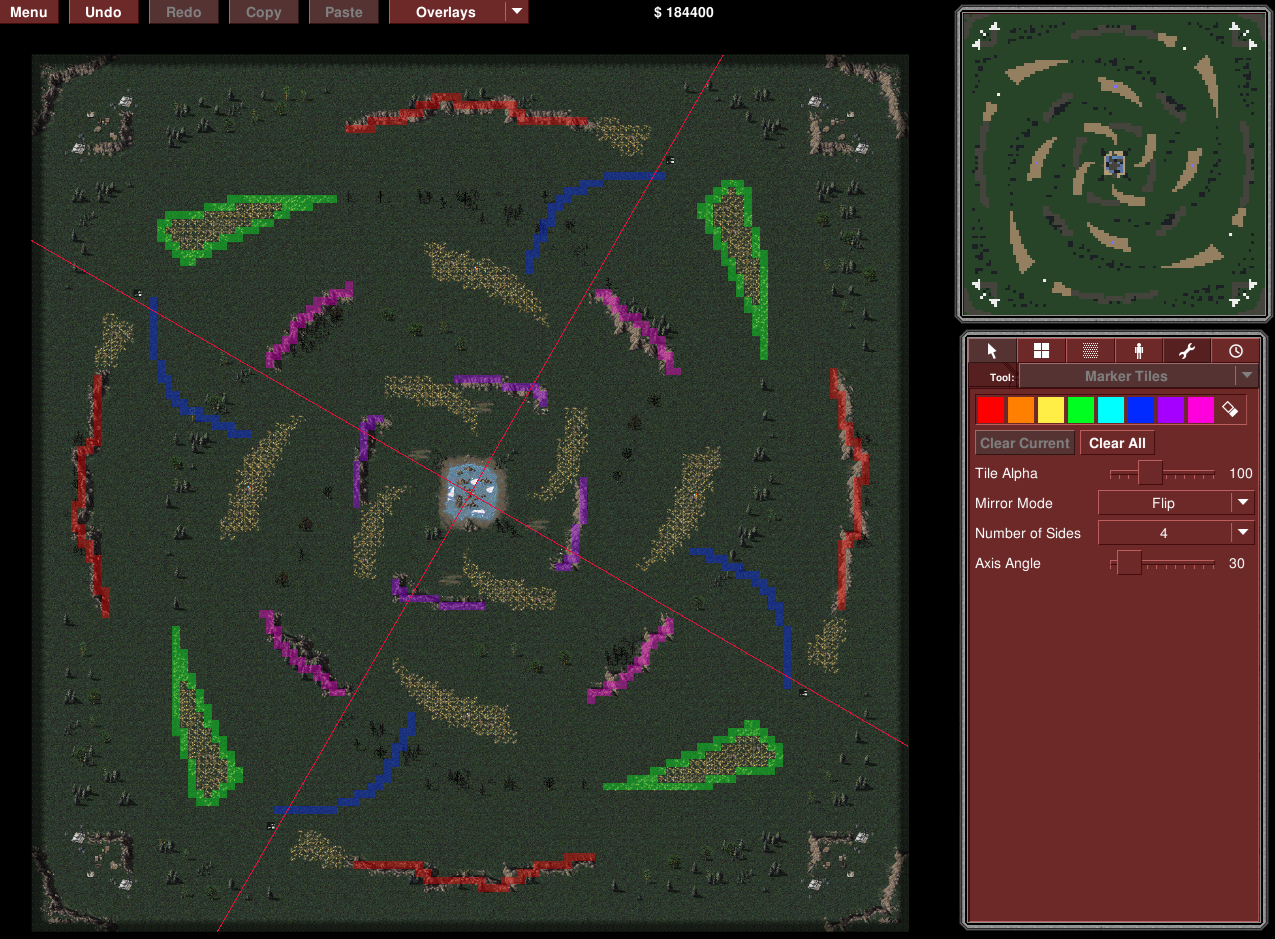 Menu Undo Redo Copy Paste Overlays $ 184400
Tool: Marker Tiles
Clear Current Clear All
Tile Alpha 100
Mirror Mode Flip
Number of Sides 4
Axis Angle 30